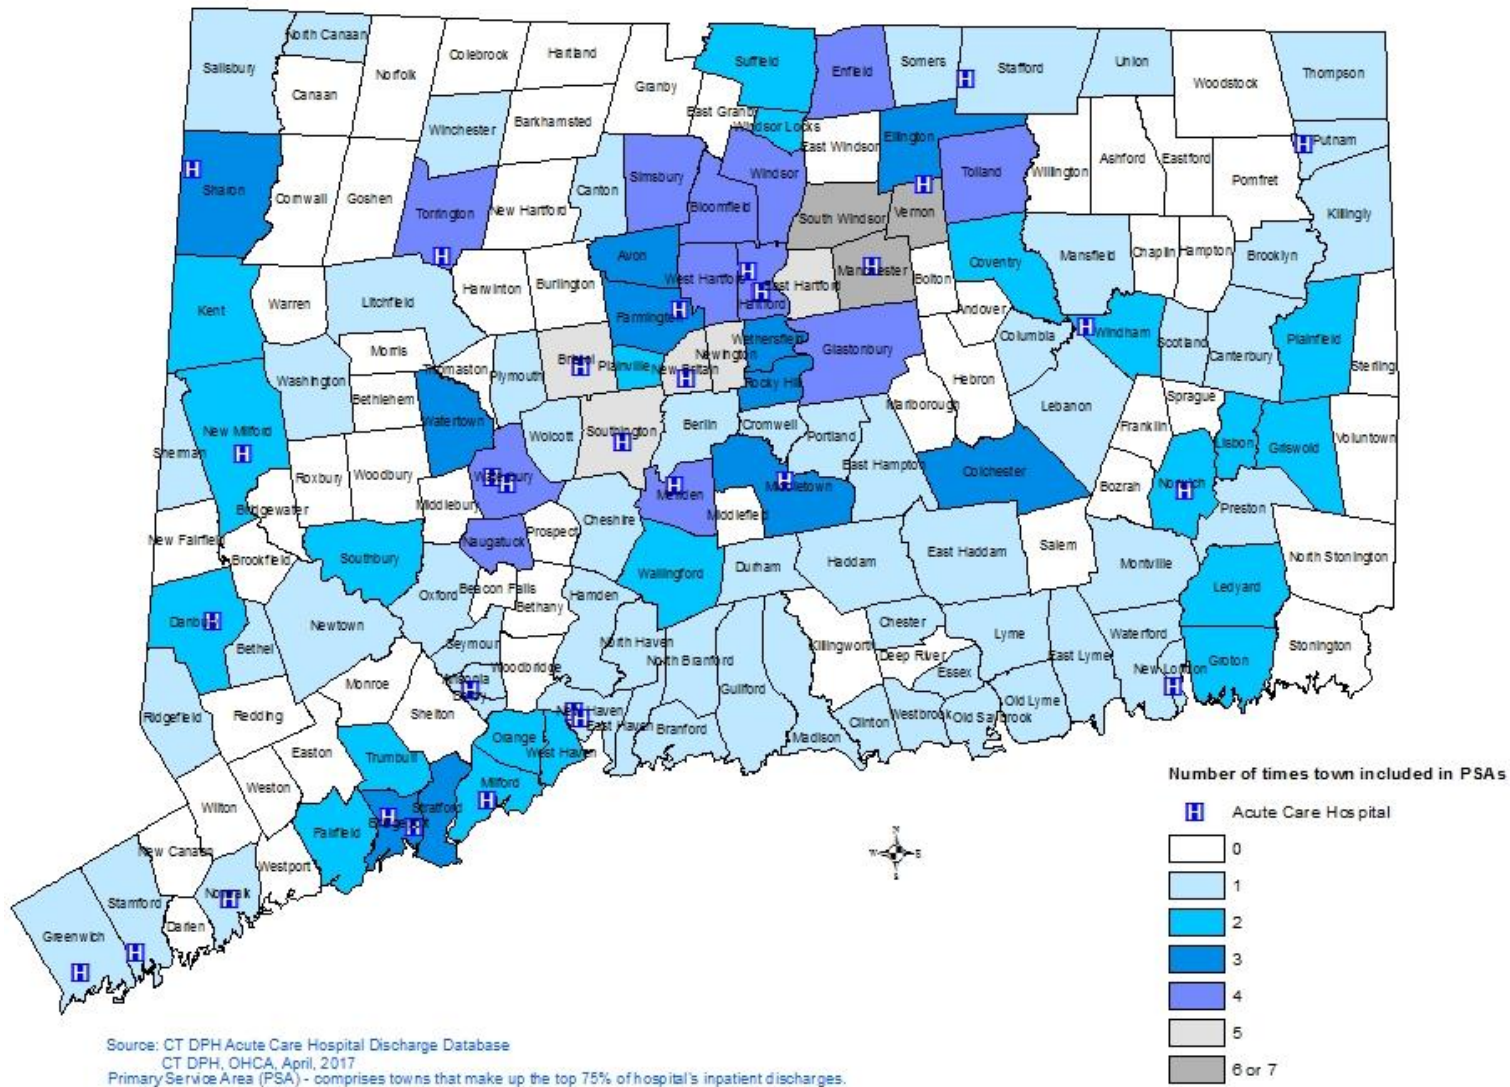 North Canaan
Salisbury
Canaan
Norfolk
Colebrook
Hartland
Granby
Suffield
Enfield
Somers
Stafford
Union
Woodstock
Thompson
Winchester
Barkhamsted
East Granby
Windsor Locks
East Windsor
Ellington
H
H
Putnam
H
Sharon
Cornwall
Goshen
Torrington
H
New Hartford
Canton
Simsbury
Bloomfield
Windsor
South Windsor
Vernon
H
Tolland
Willington
Ashford
Eastford
Pomfret
Killingly
Kent
Warren
Litchfield
Harwinton
Burlington
Avon
West Hartford
H
H
Hartford
East Hartford
Manchester
H
Bolton
Coventry
Mansfield
Chaplin
Hampton
Brooklyn
Farmington
H
Andover
Columbia
H
Windham
Scotland
Canterbury
Plainfield
Sterling
Morris
Washington
Bethlehem
Thomaston
Plymouth
Bristol
H
Plainville
New Britain
H
Newington
Wethersfield
Rocky Hill
Glastonbury
Hebron
Marlborough
Lebanon
Franklin
Sprague
Lisbon
Griswold
Voluntown
Sherman
New Milford
H
Roxbury
Woodbury
Watertown
Wolcott
Southington
H
Berlin
Cromwell
Portland
East Hampton
Colchester
Bozrah
Norwich
H
Preston
Bridgewater
Middlebury
Waterbury
H
H
Meriden
H
Middletown
H
Middlefield
New Fairfield
Brookfield
Southbury
Naugatuck
Prospect
Cheshire
Wallingford
Durham
Haddam
East Haddam
Salem
Montville
North Stonington
Ledyard
Danbury
H
Bethel
Newtown
Oxford
Beacon Falls
Bethany
Hamden
North Haven
North Branford
Guilford
Madison
Killingworth
Chester
Deep River
Essex
Lyme
East Lyme
Waterford
New London
H
Groton
Stonington
Ridgefield
Redding
Monroe
Seymour
Ansonia
Derby
H
Shelton
Woodbridge
New Haven
H
H
East Haven
Branford
Clinton
Westbrook
Old Saybrook
Old Lyme
Easton
Trumbull
Orange
West Haven
Milford
H
Stratford
Bridgeport
H
H
Fairfield
Weston
Wilton
New Canaan
Westport
Norwalk
H
Darien
Stamford
H
Greenwich
H
N
W
E
S
Number of times town included in PSAs
H Acute Care Hospital
0
1
2
3
4
5
6 or 7
Source: CT DPH Acute Care Hospital Discharge Database
CT DPH, OHCA, April, 2017
Primary Service Area (PSA) - comprises towns that make up the top 75% of hospital's inpatient discharges.